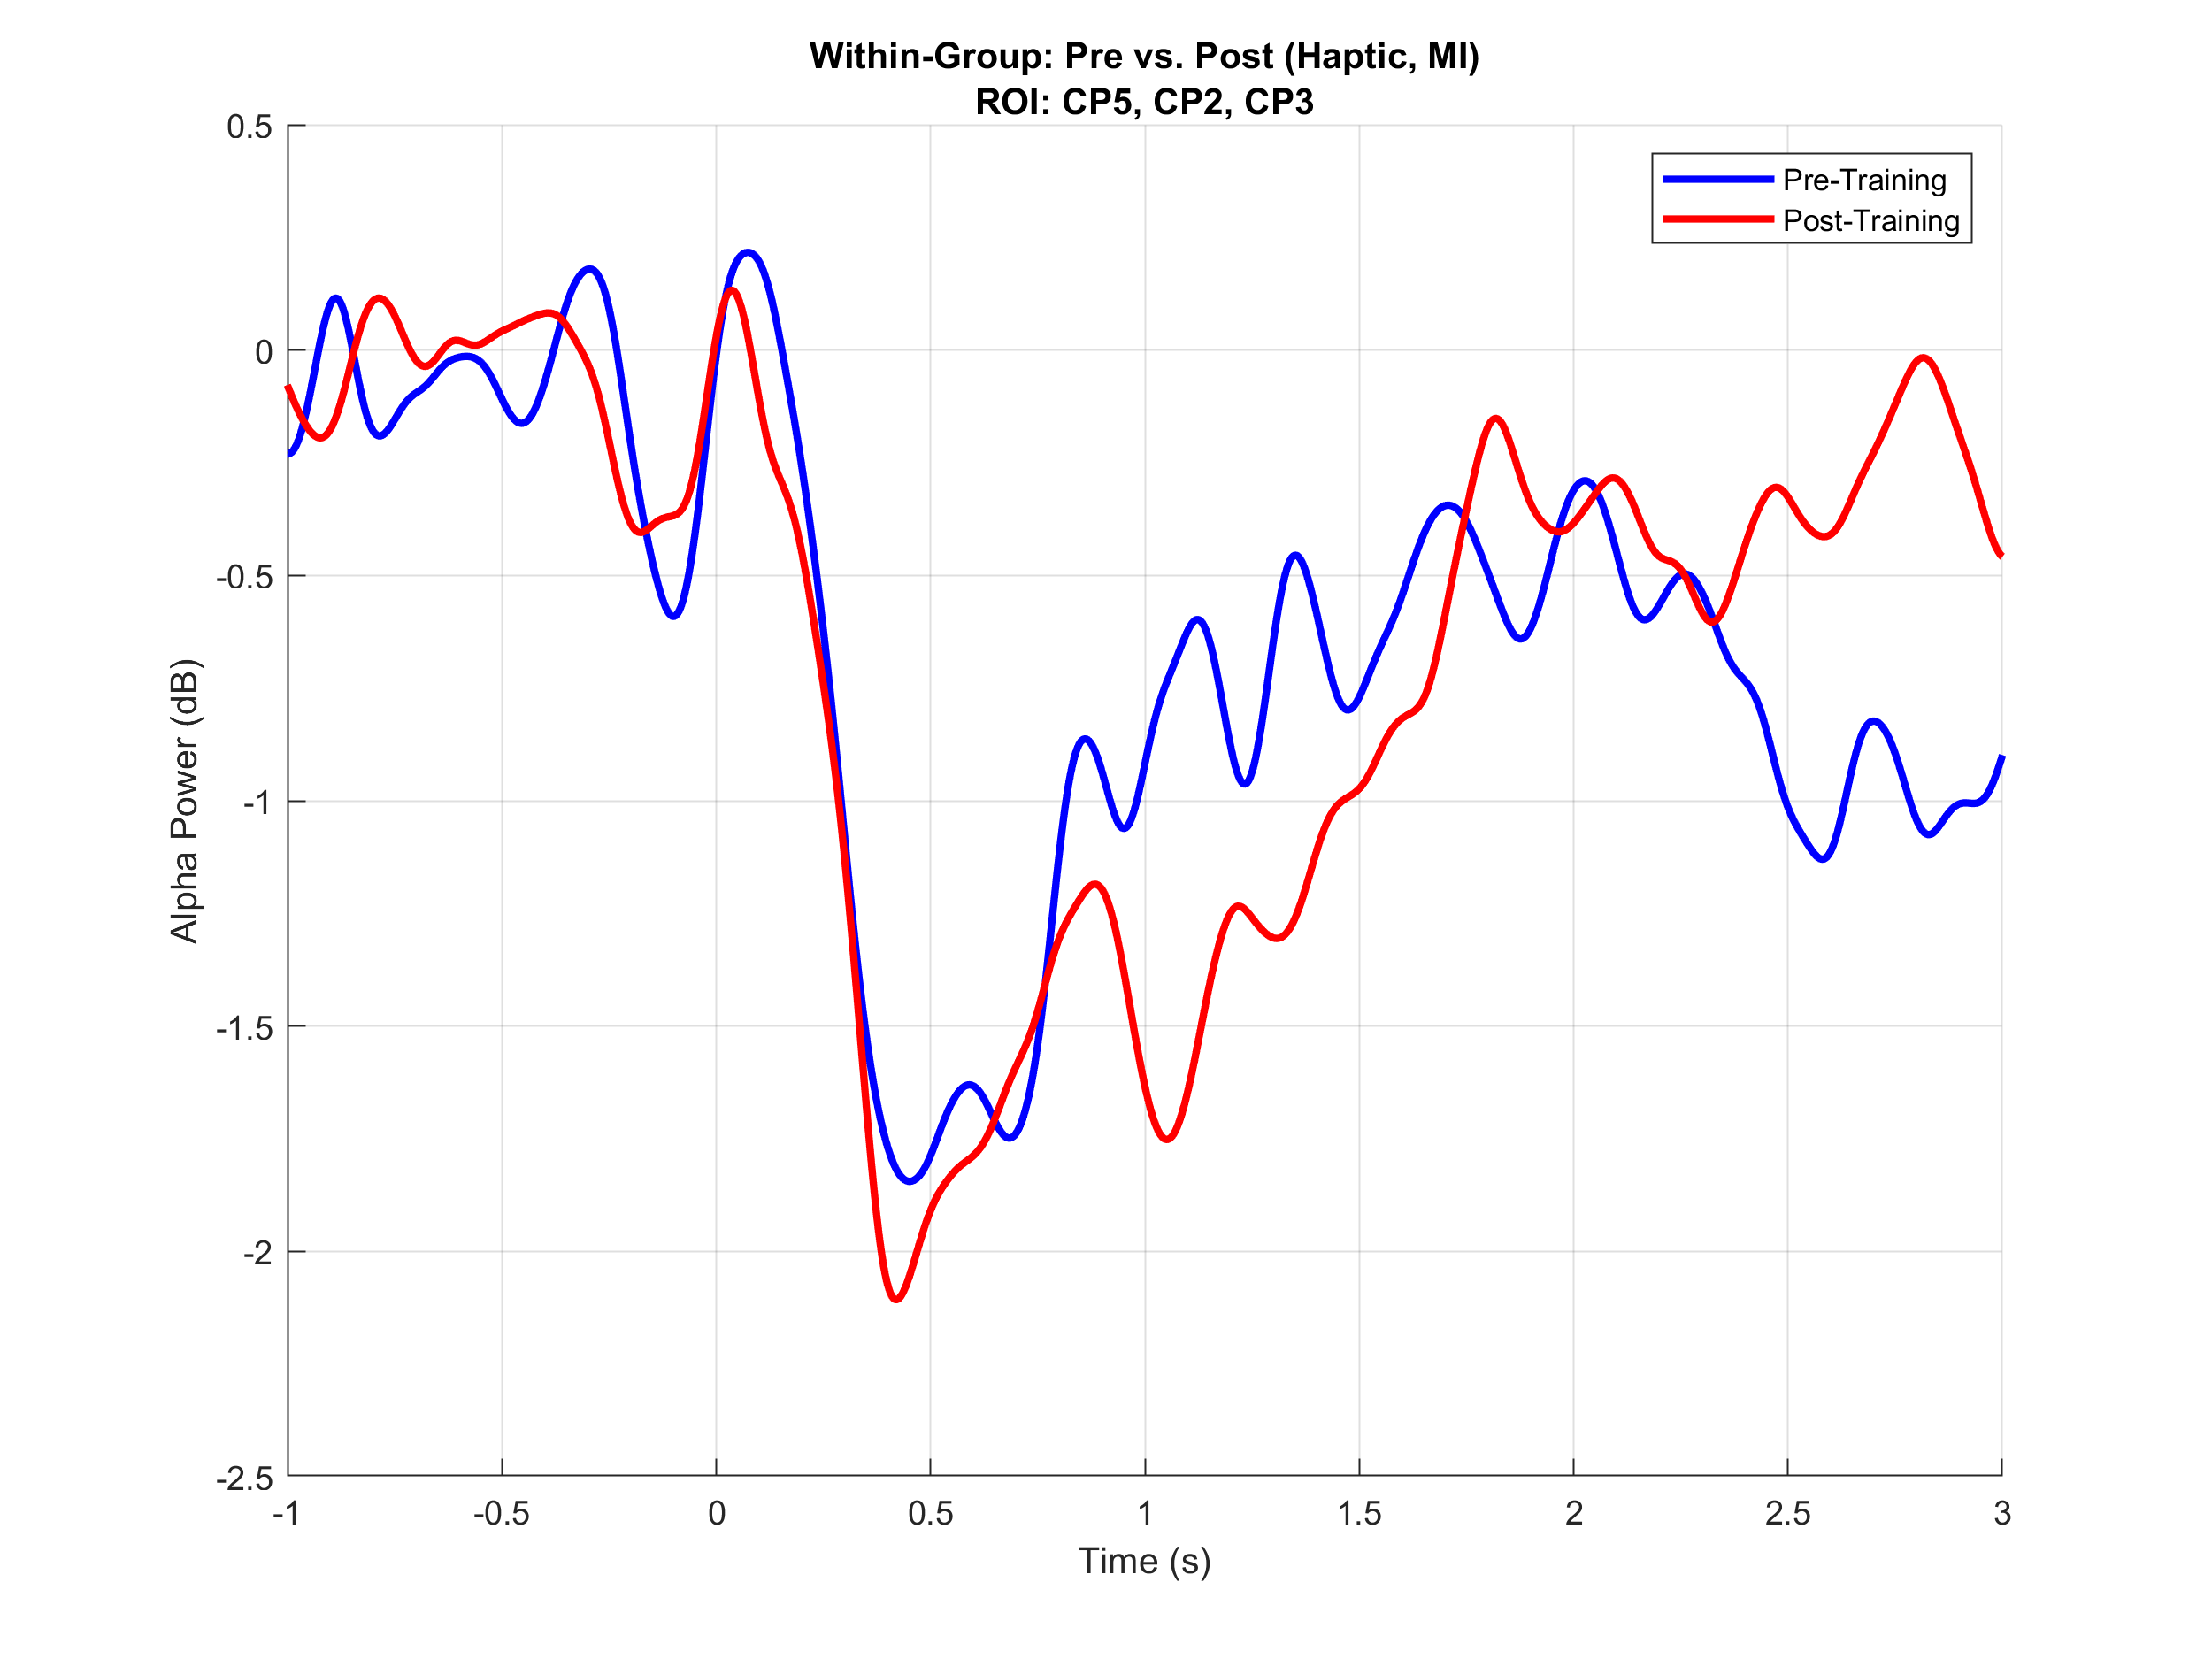 Within-Group: Pre vs. Post (Haptic, MI)
ROI: CP5, CP2, CP3
Pre-Training
Post-Training
Alpha Power (dB)
0.5
0
-0.5
-1
-1.5
-2
-2.5
-1
-0.5
0
0.5
1
1.5
2
2.5
3
Time (s)